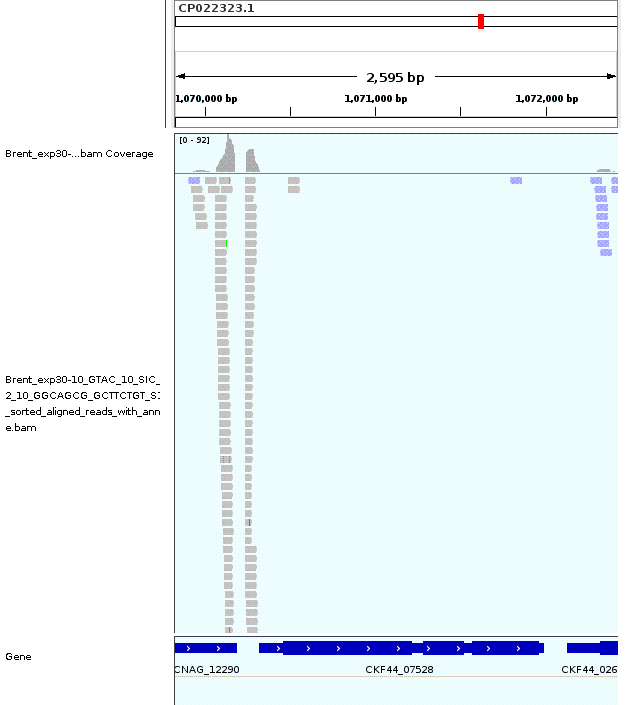 CP022323.1
2,595 bp
1,070,000 bp
1,071,000 bp
1,072,000 bp
[0 - 92]
Brent_exp30-...bam Coverage
Brent_exp30-10_GTAC_10_SIC_
2_10_GGCAGCG_GCTTCTGT_S
_sorted_aligned_reads_with_ann
e.bam
Gene
CNAG_12290
CKF44_07528
CKF44_026